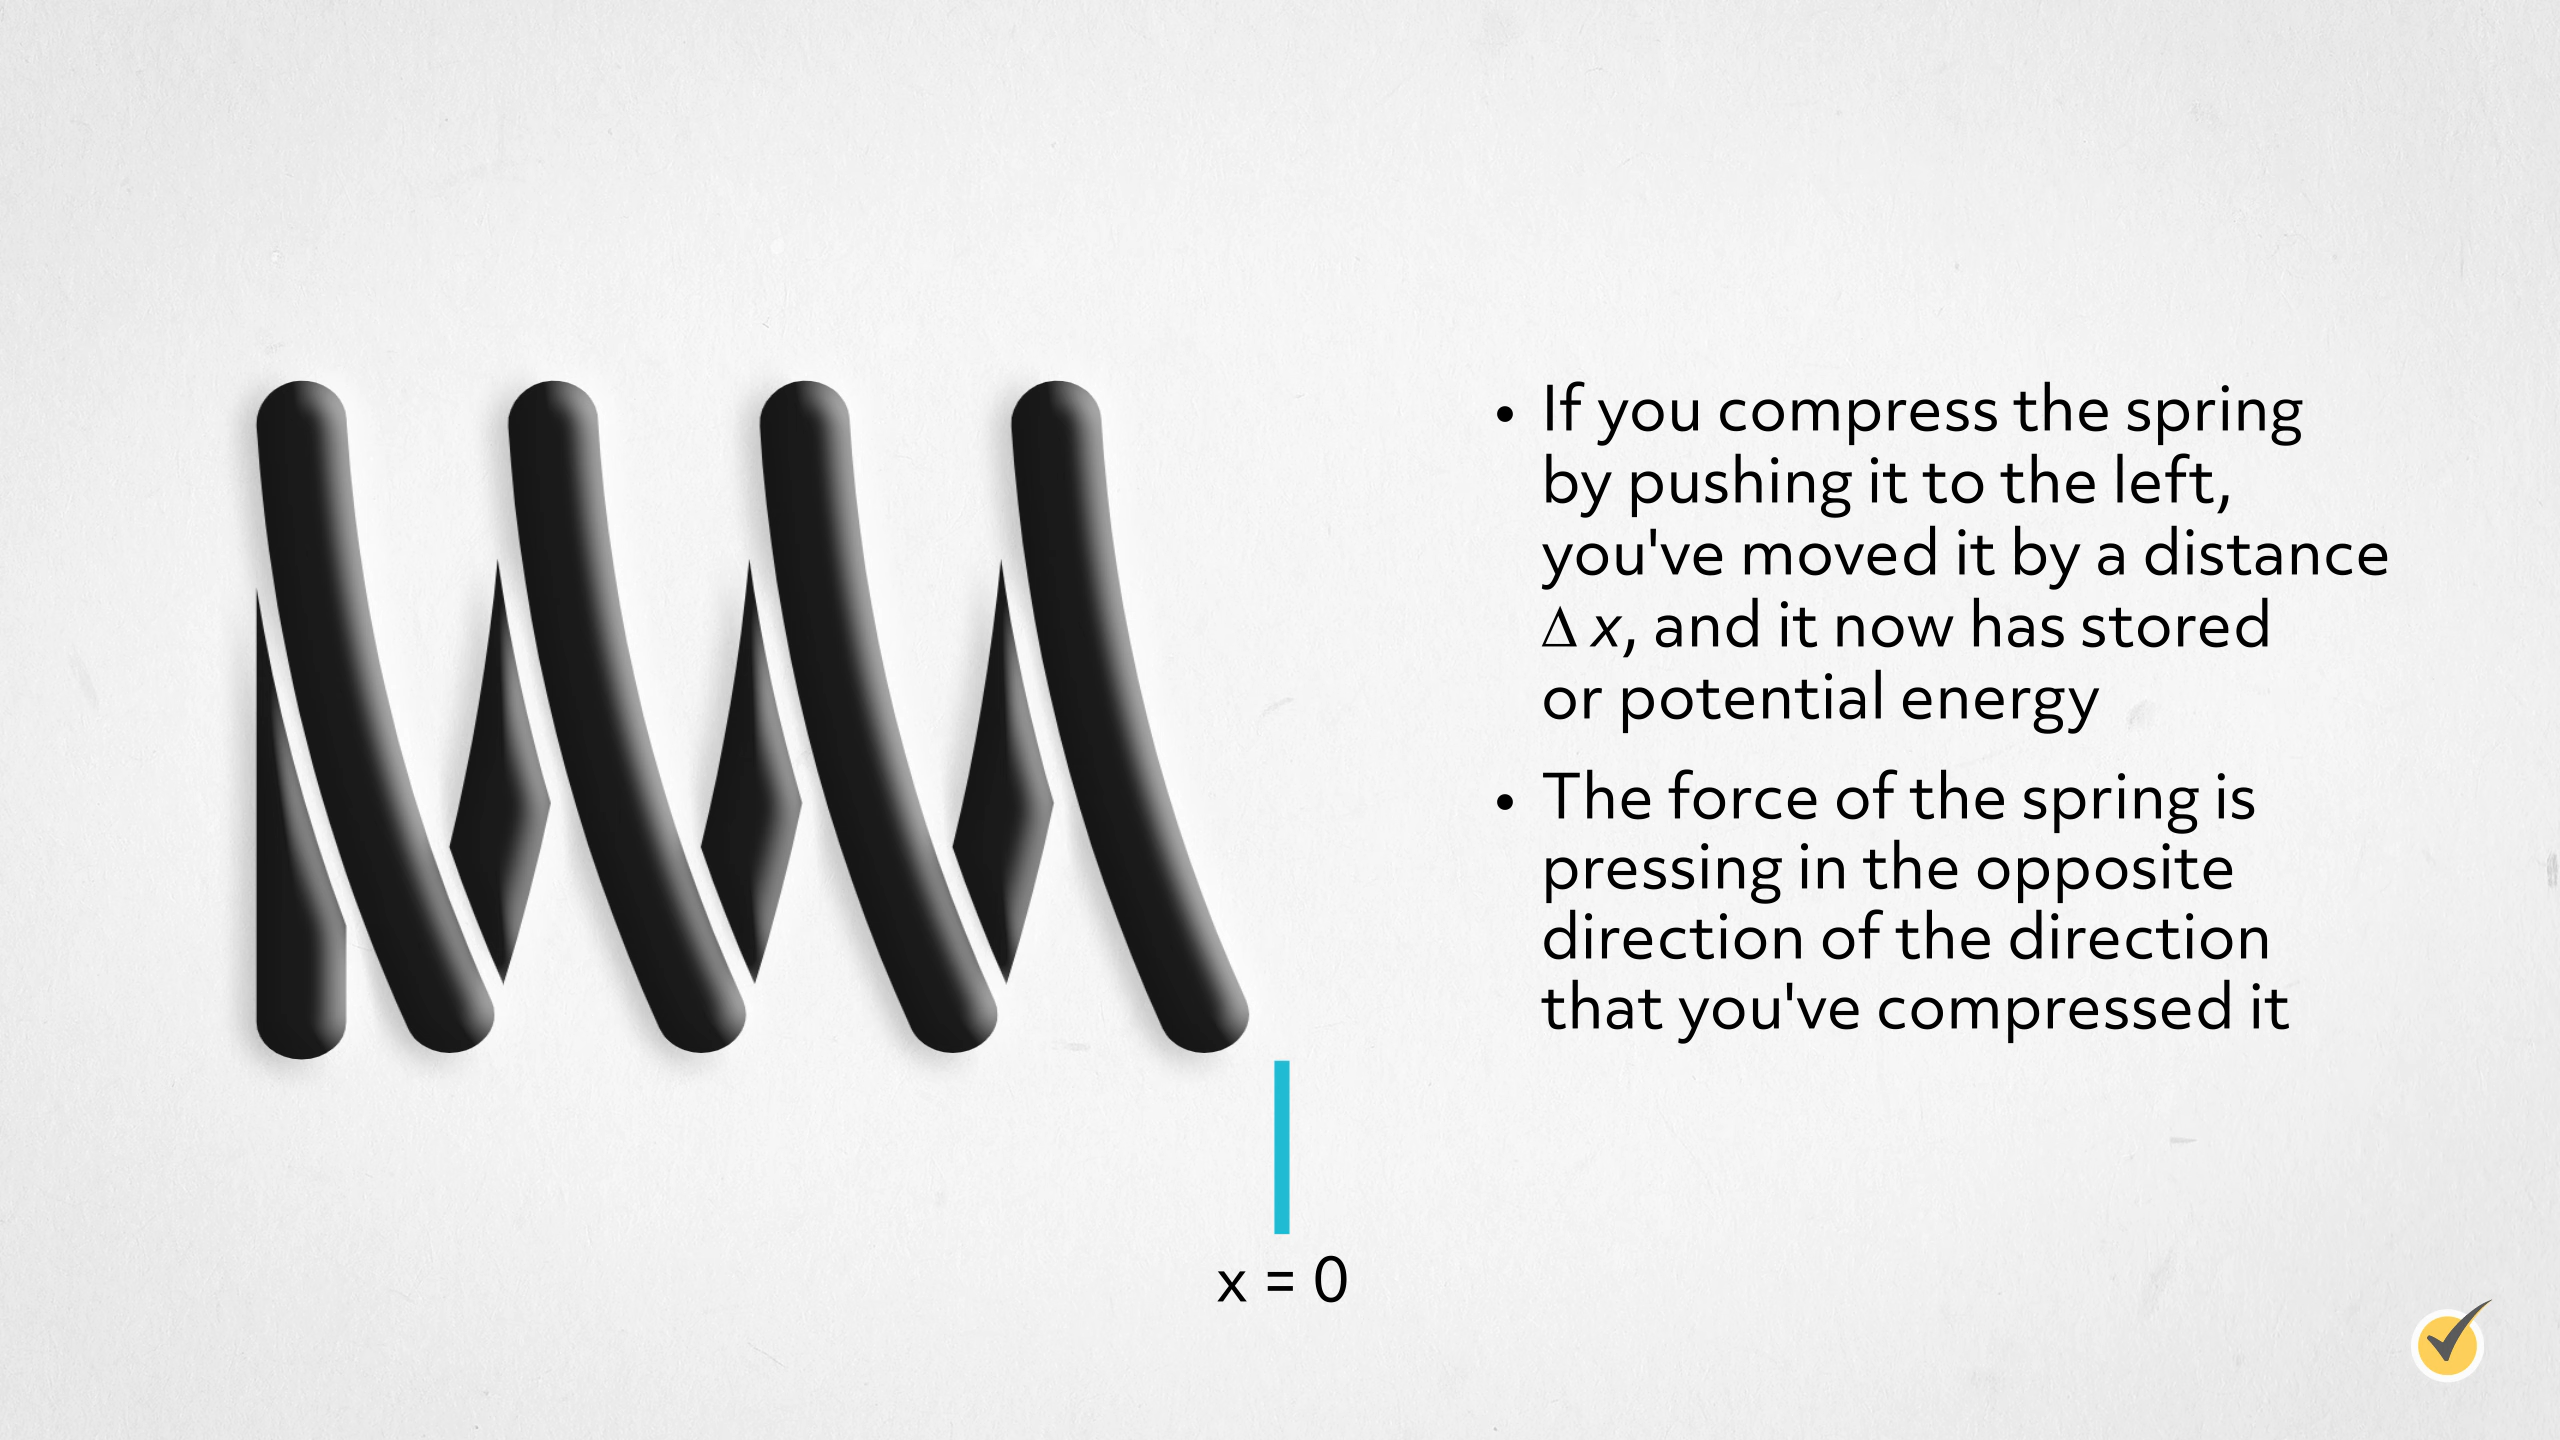 • If you compress the spring
by pushing it to the left,
you've moved it by a distance
Δ x, and it now has stored
or potential energy
• The force of the spring is
pressing in the opposite
direction of the direction
that you've compressed it
x = 0